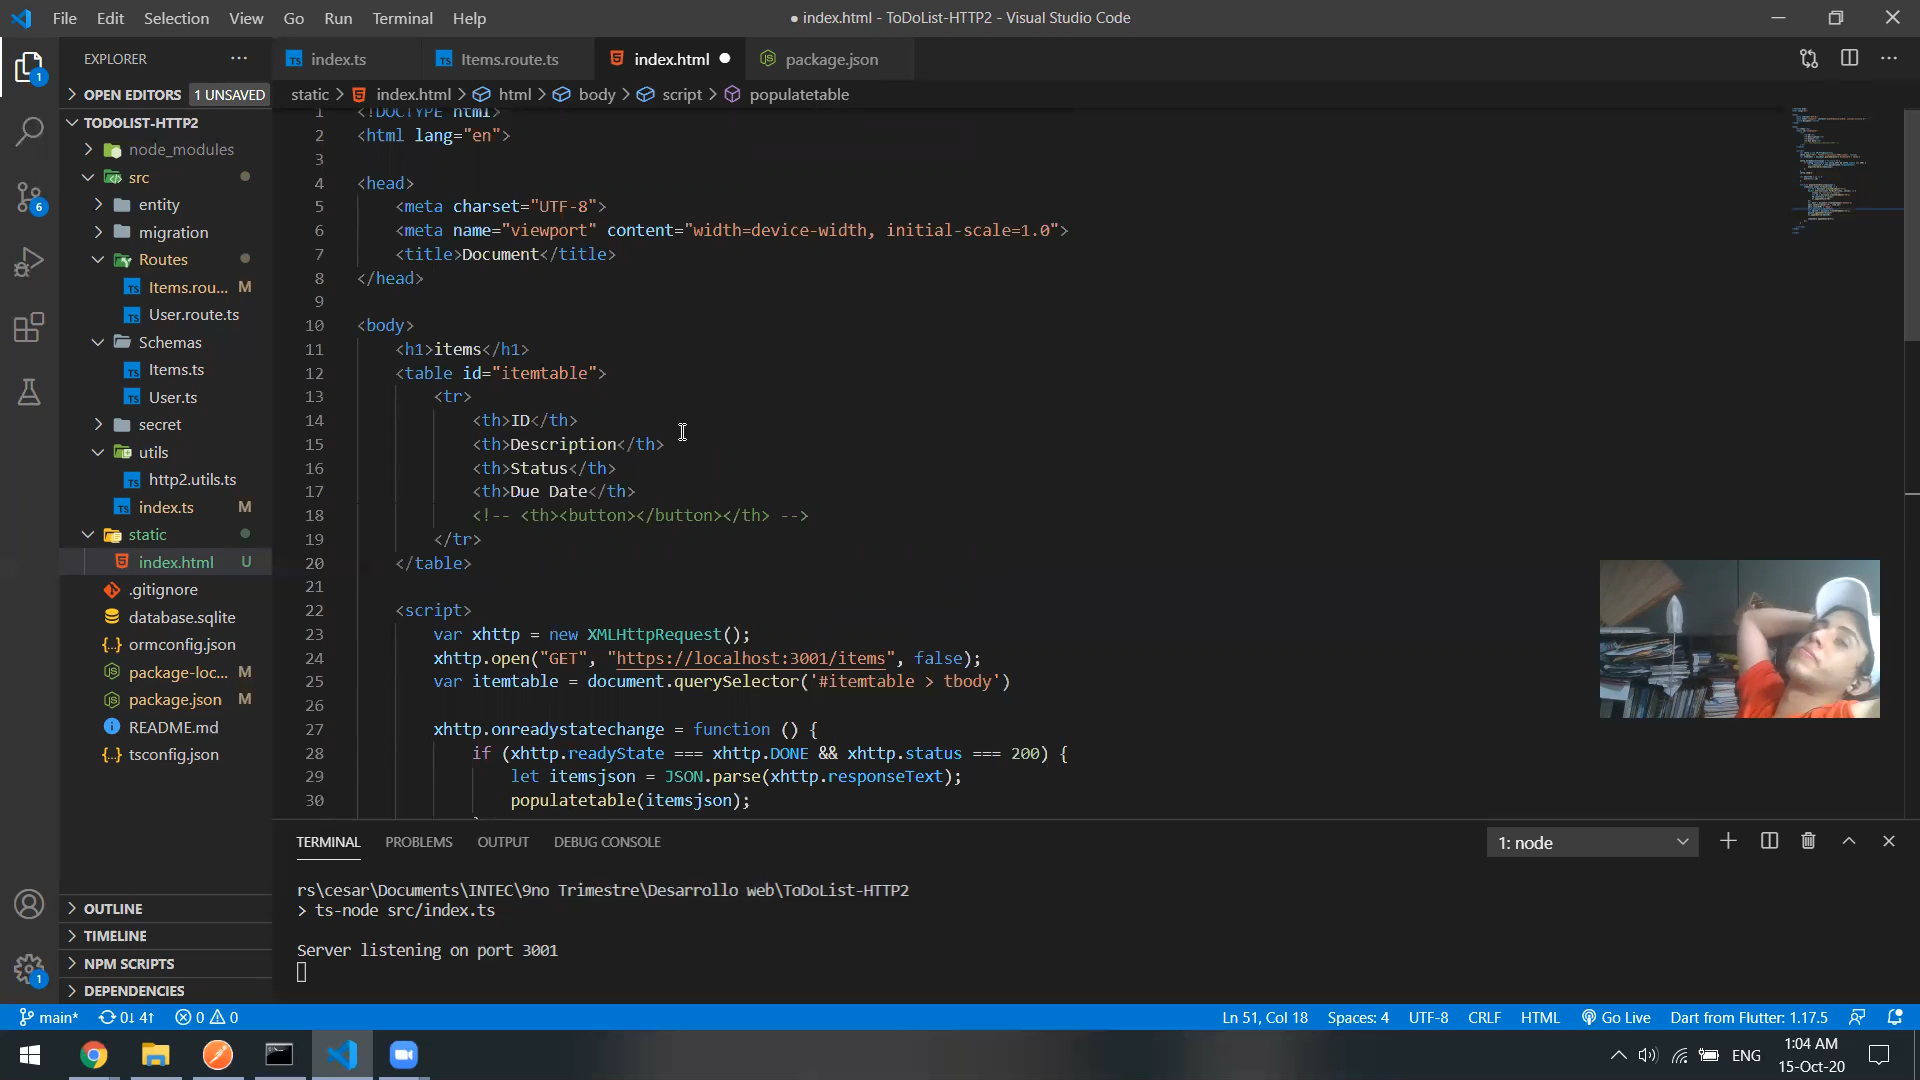 File Edit Selection View Go Run Terminal Help
● index.html - ToDoList-HTTP2 - Visual Studio Code
EXPLORER
OPEN EDITORS 1 UNSAVED
TODOLIST-HTTP2
node_modules
src
entity
migration
Routes
Items.rou... M
User.route.ts
Schemas
Items.ts
User.ts
secret
utils
http2.utils.ts
index.ts M
static
index.html U
.gitignore
database.sqlite
ormconfig.json
package-loc... M
package.json M
README.md
tsconfig.json
OUTLINE
TIMELINE
NPM SCRIPTS
DEPENDENCIES
1
6
1
index.ts Items.route.ts index.html package.json
static > index.html > html > body > script > populatetable
1 <!DOCTYPE html>
2 <html lang="en">
3
4 <head>
5 <meta charset="UTF-8">
6 <meta name="viewport" content="width=device-width, initial-scale=1.0">
7 <title>Document</title>
8 </head>
9
10 <body>
11 <h1>items</h1>
12 <table id="itemtable">
13 <tr>
14 <th>ID</th>
15 <th>Description</th>
16 <th>Status</th>
17 <th>Due Date</th>
18 <!-- <th><button></button></th> -->
19 </tr>
20 </table>
21
22 <script>
23 var xhttp = new XMLHttpRequest();
24 xhttp.open("GET", "https://localhost:3001/items", false);
25 var itemtable = document.querySelector('#itemtable > tbody')
26
27 xhttp.onreadystatechange = function () {
28 if (xhttp.readyState === xhttp.DONE && xhttp.status === 200) {
29 let itemsjson = JSON.parse(xhttp.responseText);
30 populatetable(itemsjson);
TERMINAL PROBLEMS OUTPUT DEBUG CONSOLE
1: node
rs\cesar\Documents\INTEC\9no Trimestre\Desarrollo web\ToDoList-HTTP2
> ts-node src/index.ts
Server listening on port 3001
main* 0↓ 4↑ 0 0
Ln 51, Col 18 Spaces: 4 UTF-8 CRLF HTML Go Live Dart from Flutter: 1.17.5
ENG
1:04 AM
15-Oct-20